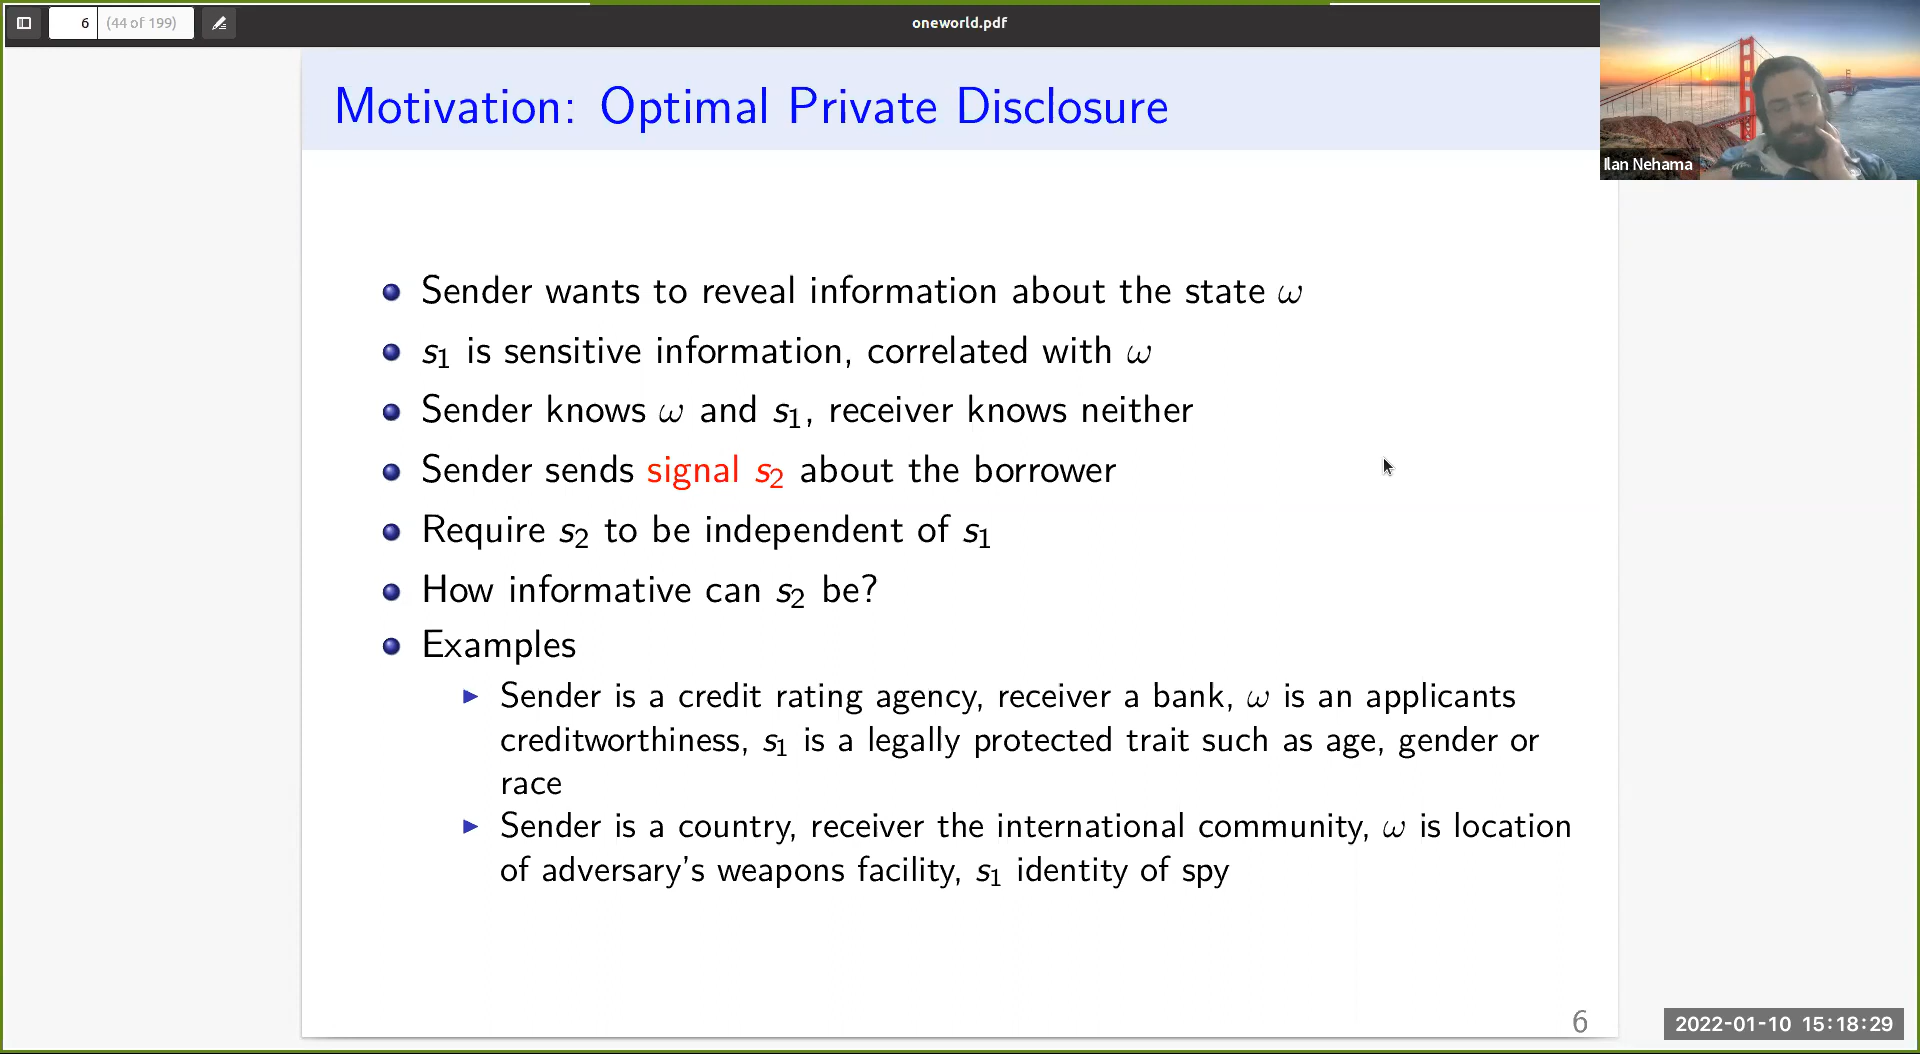 6 (44 of 199)
oneworld.pdf
Motivation: Optimal Private Disclosure
Ilan Nehama
Sender wants to reveal information about the state ω
s₁ is sensitive information, correlated with ω
Sender knows ω and s₁, receiver knows neither
Sender sends signal s₂ about the borrower
Require s₂ to be independent of s₁
How informative can s₂ be?
Examples
Sender is a credit rating agency, receiver a bank, ω is an applicants
creditworthiness, s₁ is a legally protected trait such as age, gender or
race
Sender is a country, receiver the international community, ω is location
of adversary's weapons facility, s₁ identity of spy
6
2022-01-10 15:18:29